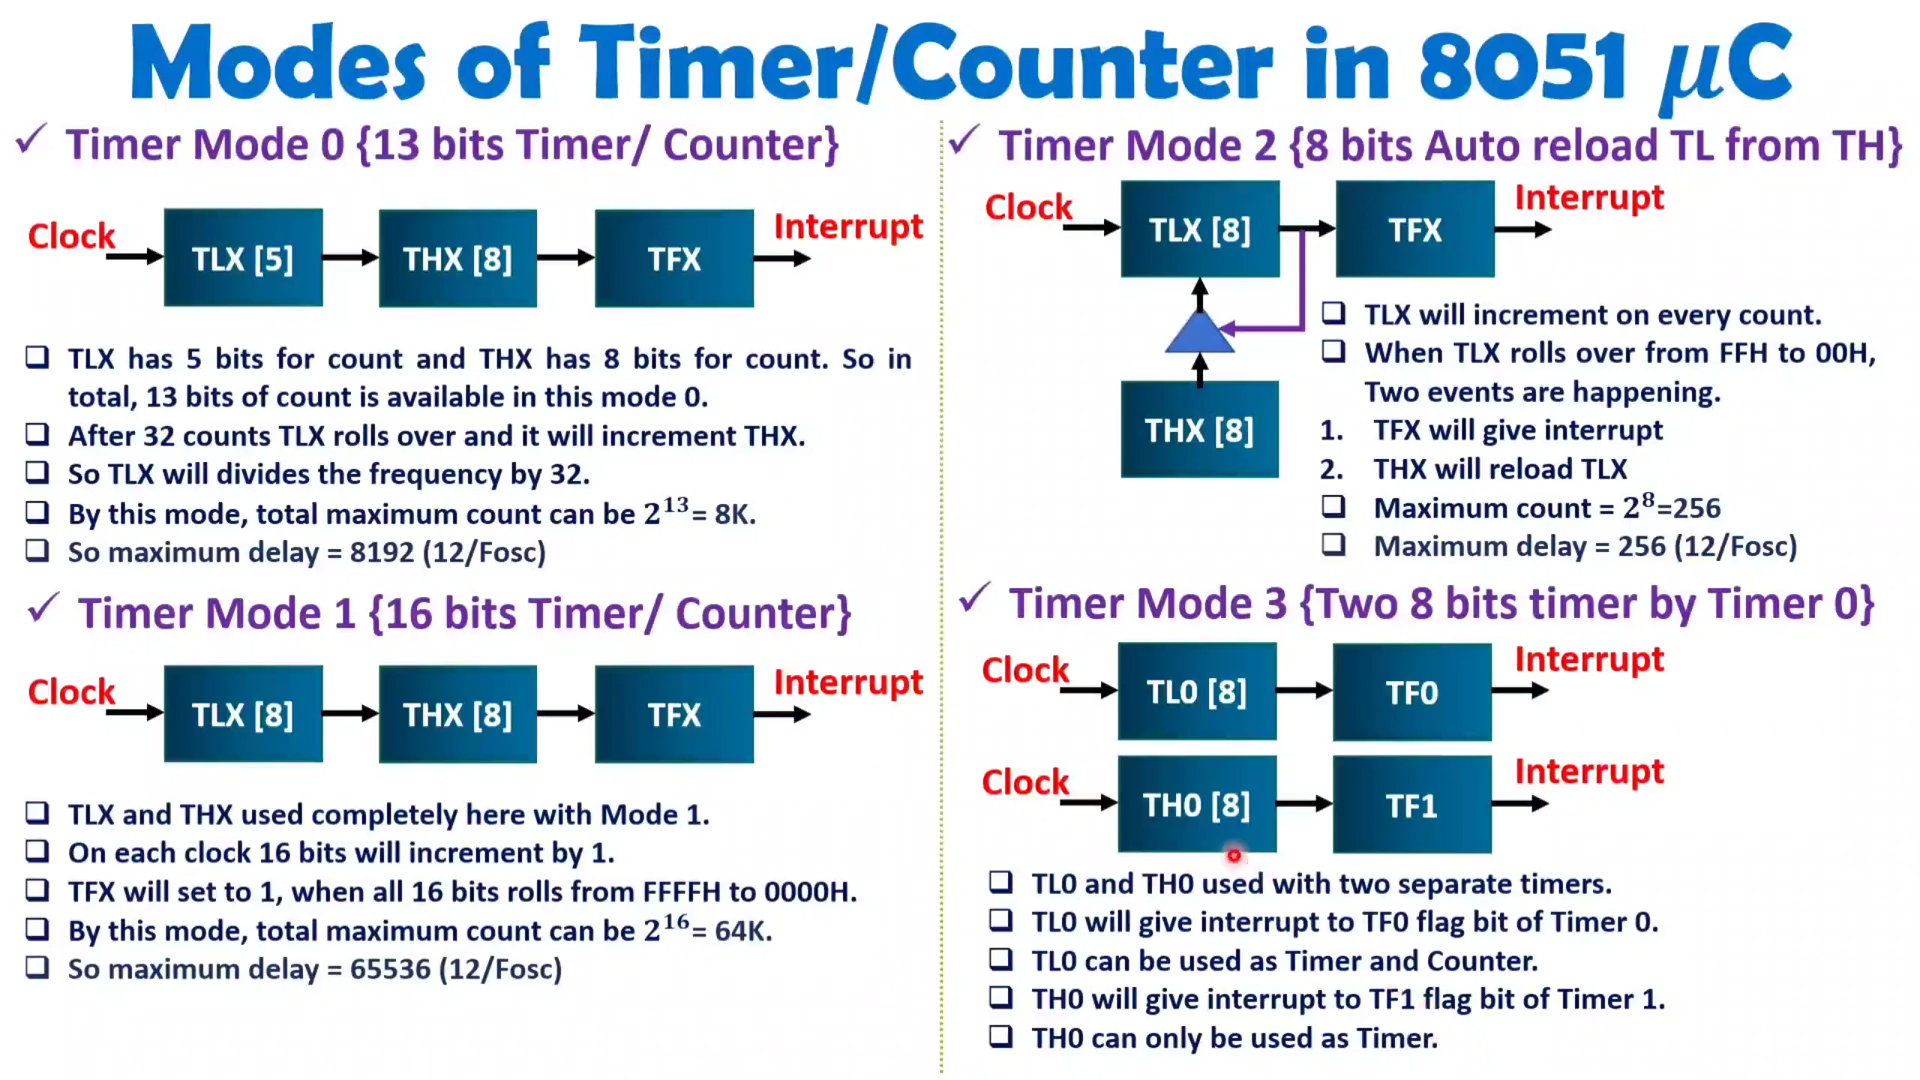 Modes of Timer/Counter in 8051 μC
✓ Timer Mode 0 {13 bits Timer/ Counter}
Clock
TLX [5]
THX [8]
TFX
Interrupt
❑ TLX has 5 bits for count and THX has 8 bits for count. So in
total, 13 bits of count is available in this mode 0.
❑ After 32 counts TLX rolls over and it will increment THX.
❑ So TLX will divides the frequency by 32.
❑ By this mode, total maximum count can be 2¹³= 8K.
❑ So maximum delay = 8192 (12/Fosc)
✓ Timer Mode 1 {16 bits Timer/ Counter}
Clock
TLX [8]
THX [8]
TFX
Interrupt
❑ TLX and THX used completely here with Mode 1.
❑ On each clock 16 bits will increment by 1.
❑ TFX will set to 1, when all 16 bits rolls from FFFFH to 0000H.
❑ By this mode, total maximum count can be 2¹⁶= 64K.
❑ So maximum delay = 65536 (12/Fosc)
✓ Timer Mode 2 {8 bits Auto reload TL from TH}
Clock
TLX [8]
TFX
Interrupt
THX [8]
❑ TLX will increment on every count.
❑ When TLX rolls over from FFH to 00H,
Two events are happening.
1. TFX will give interrupt
2. THX will reload TLX
❑ Maximum count = 2⁸=256
❑ Maximum delay = 256 (12/Fosc)
✓ Timer Mode 3 {Two 8 bits timer by Timer 0}
Clock
TL0 [8]
TF0
Interrupt
Clock
TH0 [8]
TF1
Interrupt
❑ TL0 and TH0 used with two separate timers.
❑ TL0 will give interrupt to TF0 flag bit of Timer 0.
❑ TL0 can be used as Timer and Counter.
❑ TH0 will give interrupt to TF1 flag bit of Timer 1.
❑ TH0 can only be used as Timer.